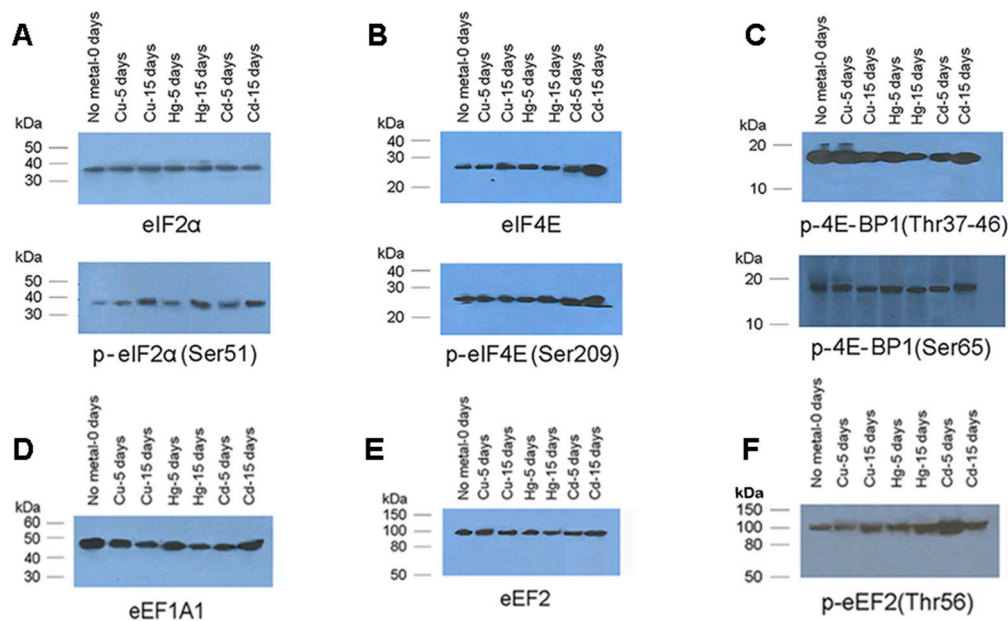 A
No metal-0 days
Cu-5 days
Cu-15 days
Hg-5 days
Hg-15 days
Cd-5 days
Cd-15 days
kDa
50
40
30
eIF2α
50
40
30
p-eIF2α(Ser51)
B
No metal-0 days
Cu-5 days
Cu-15 days
Hg-5 days
Hg-15 days
Cd-5 days
Cd-15 days
kDa
40
30
20
eIF4E
40
30
20
p-eIF4E(Ser209)
C
No metal-0 days
Cu-5 days
Cu-15 days
Hg-5 days
Hg-15 days
Cd-5 days
Cd-15 days
kDa
20
10
p-4E-BP1(Thr37-46)
kDa
20
10
p-4E-BP1(Ser65)
D
No metal-0 days
Cu-5 days
Cu-15 days
Hg-5 days
Hg-15 days
Cd-5 days
Cd-15 days
kDa
60
50
40
30
eEF1A1
E
No metal-0 days
Cu-5 days
Cu-15 days
Hg-5 days
Hg-15 days
Cd-5 days
Cd-15 days
kDa
150
100
80
50
eEF2
F
No metal-0 days
Cu-5 days
Cu-15 days
Hg-5 days
Hg-15 days
Cd-5 days
Cd-15 days
kDa
150
100
80
50
p-eEF2(Thr56)